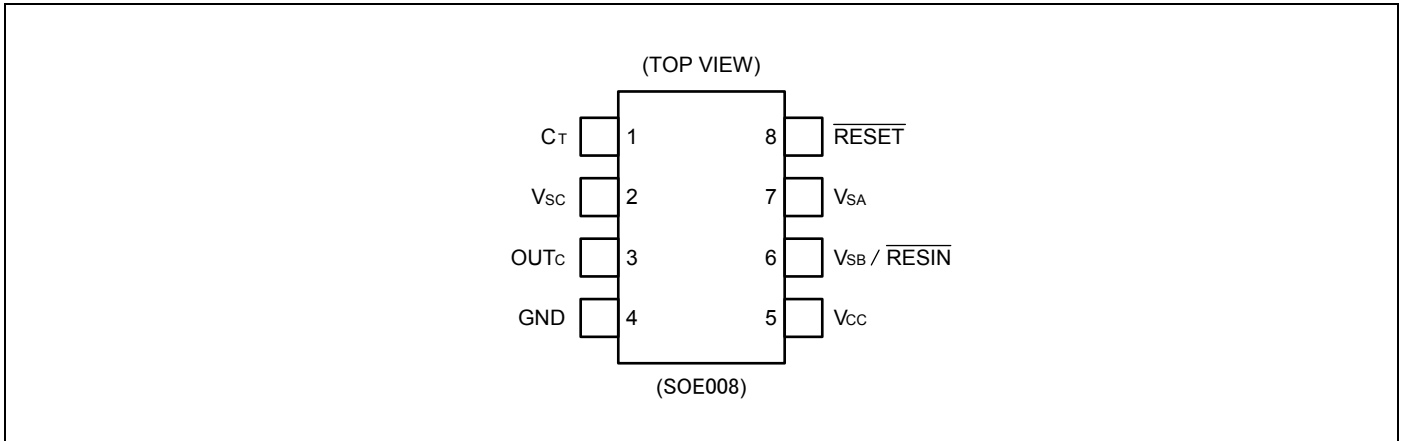 (TOP VIEW)
CT 1 8 RESET
VSC 2 7 VSA
OUTC 3 6 VSB / RESIN
GND 4 5 VCC
(SOE008)